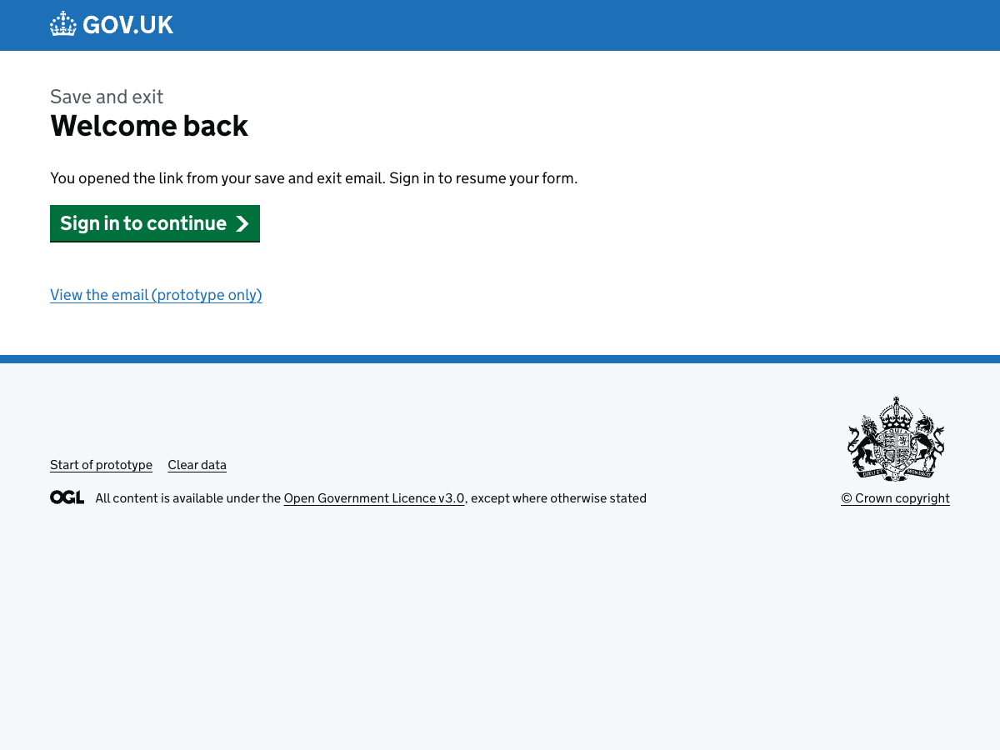 GOV.UK
Save and exit
Welcome back
You opened the link from your save and exit email. Sign in to resume your form.
Sign in to continue
View the email (prototype only)
Start of prototype Clear data
OGL All content is available under the Open Government Licence v3.0, except where otherwise stated
© Crown copyright